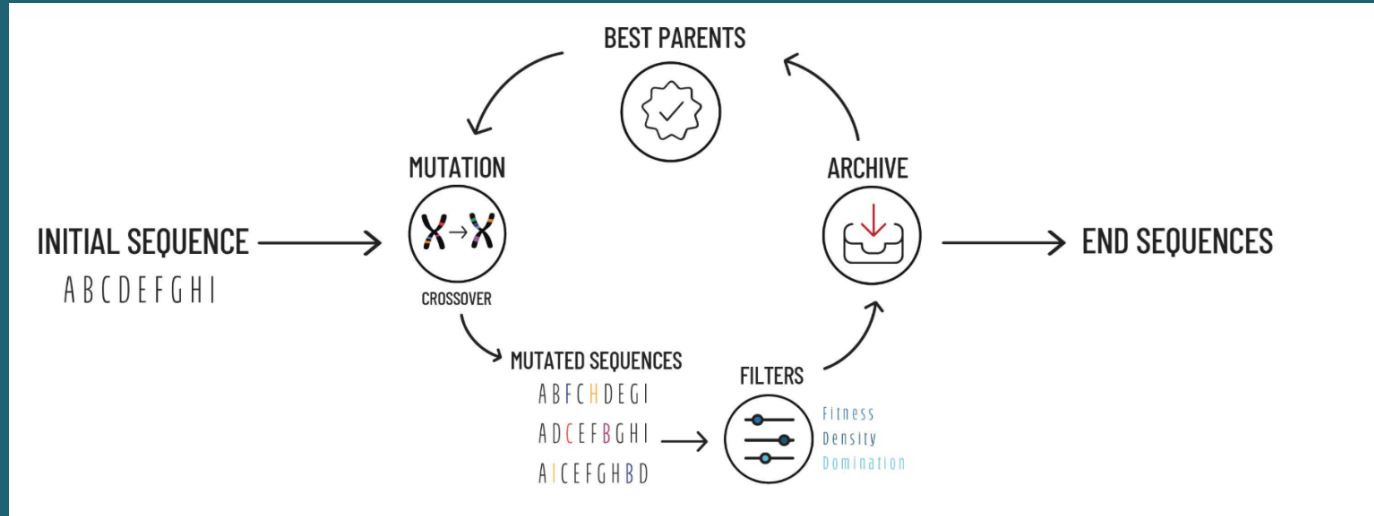 BEST PARENTS
MUTATION
CROSSOVER
ARCHIVE
INITIAL SEQUENCE
ABCDEFGHI
END SEQUENCES
MUTATED SEQUENCES
ABFCHDEGI
ADCEFBGHI
AICEFGHBD
FILTERS
Fitness
Density
Domination